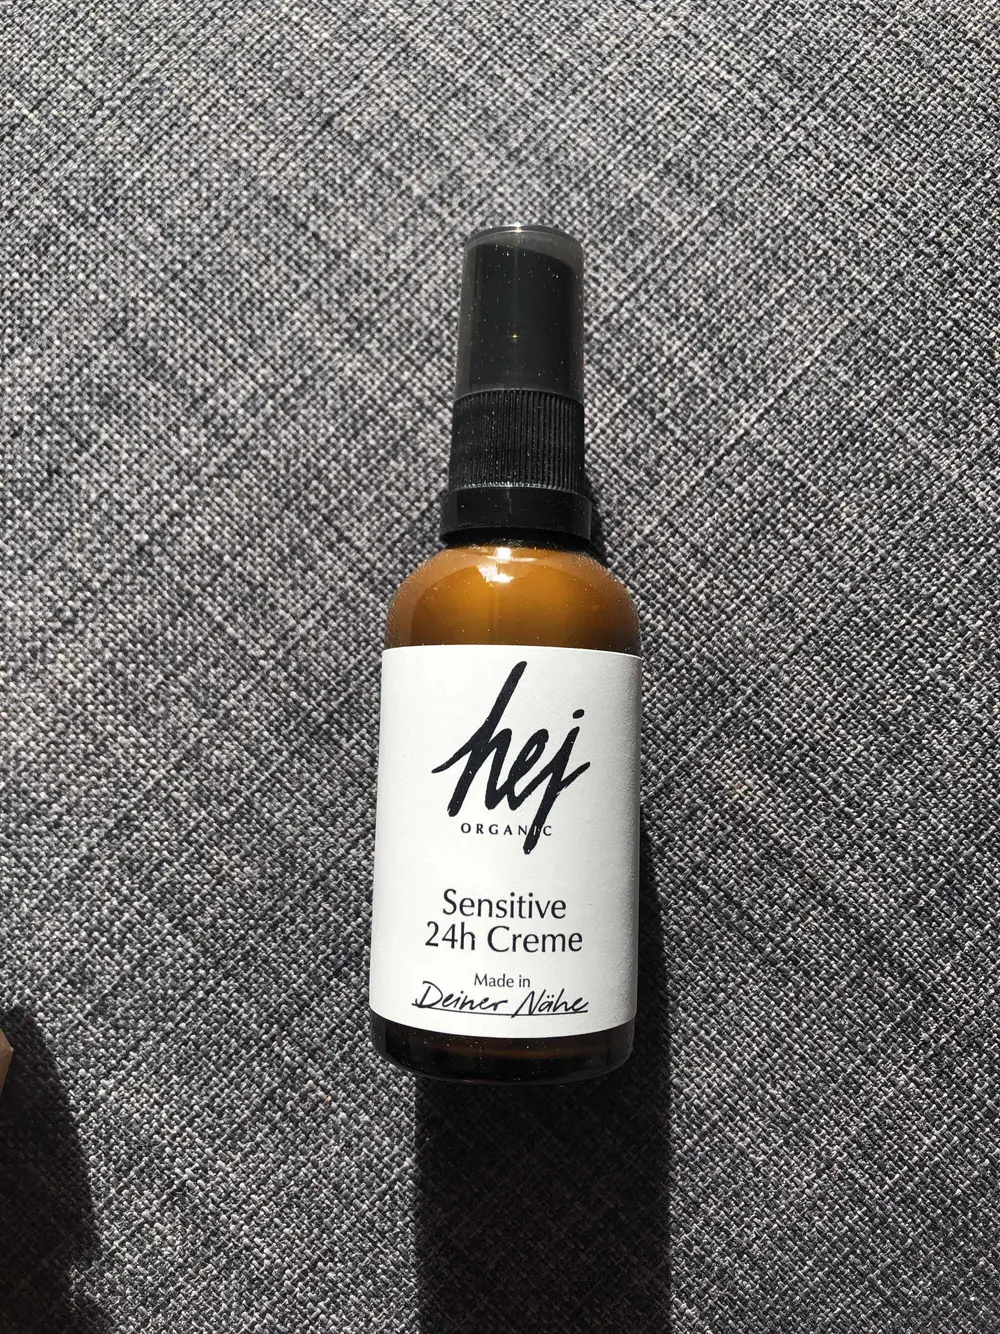 hej
ORGANIC
Sensitive
24h Creme
Made in
Deiner Nähe